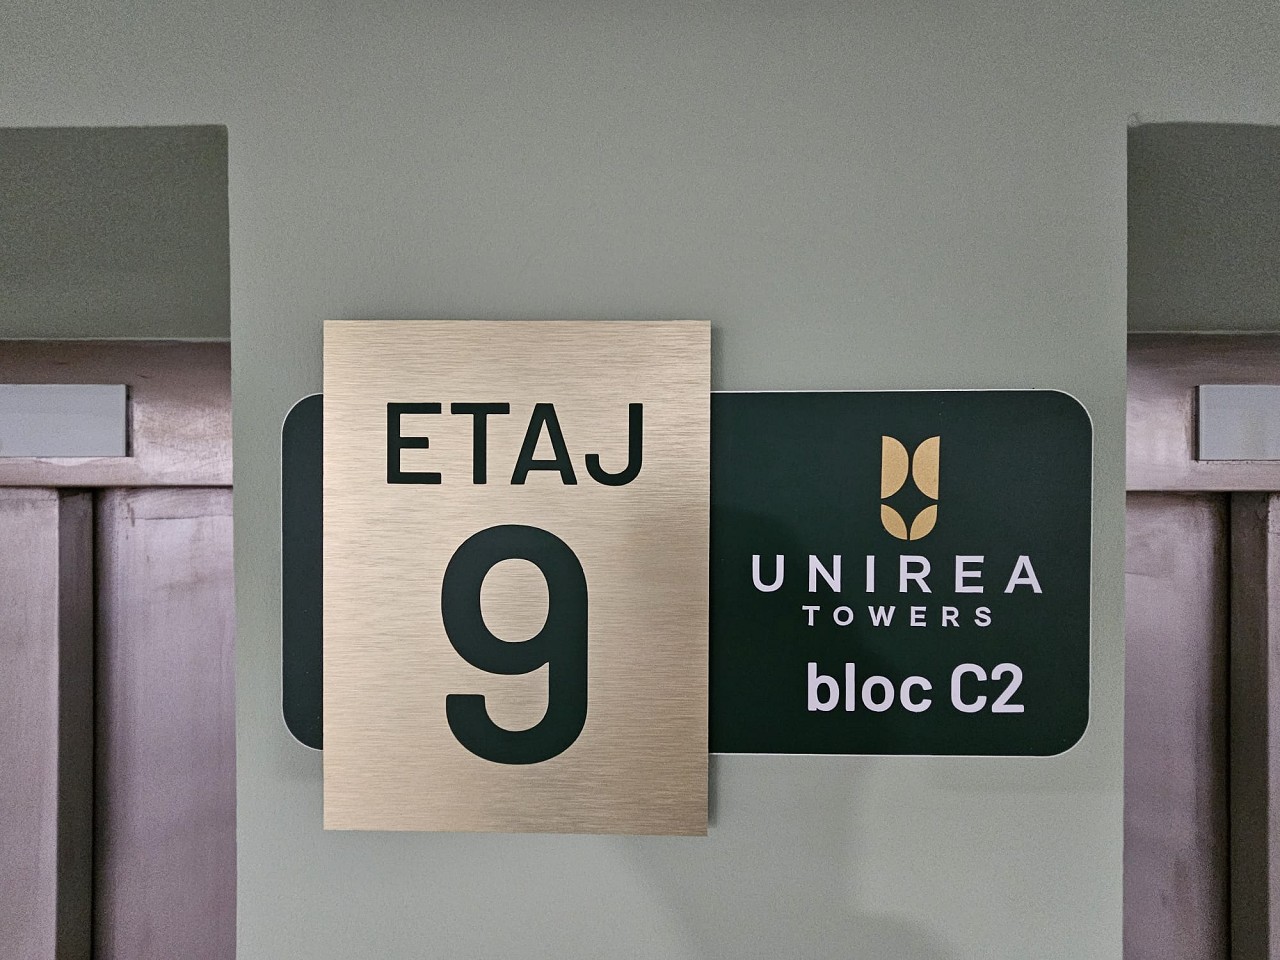 ETAJ
9
UNIREA
TOWERS
bloc C2